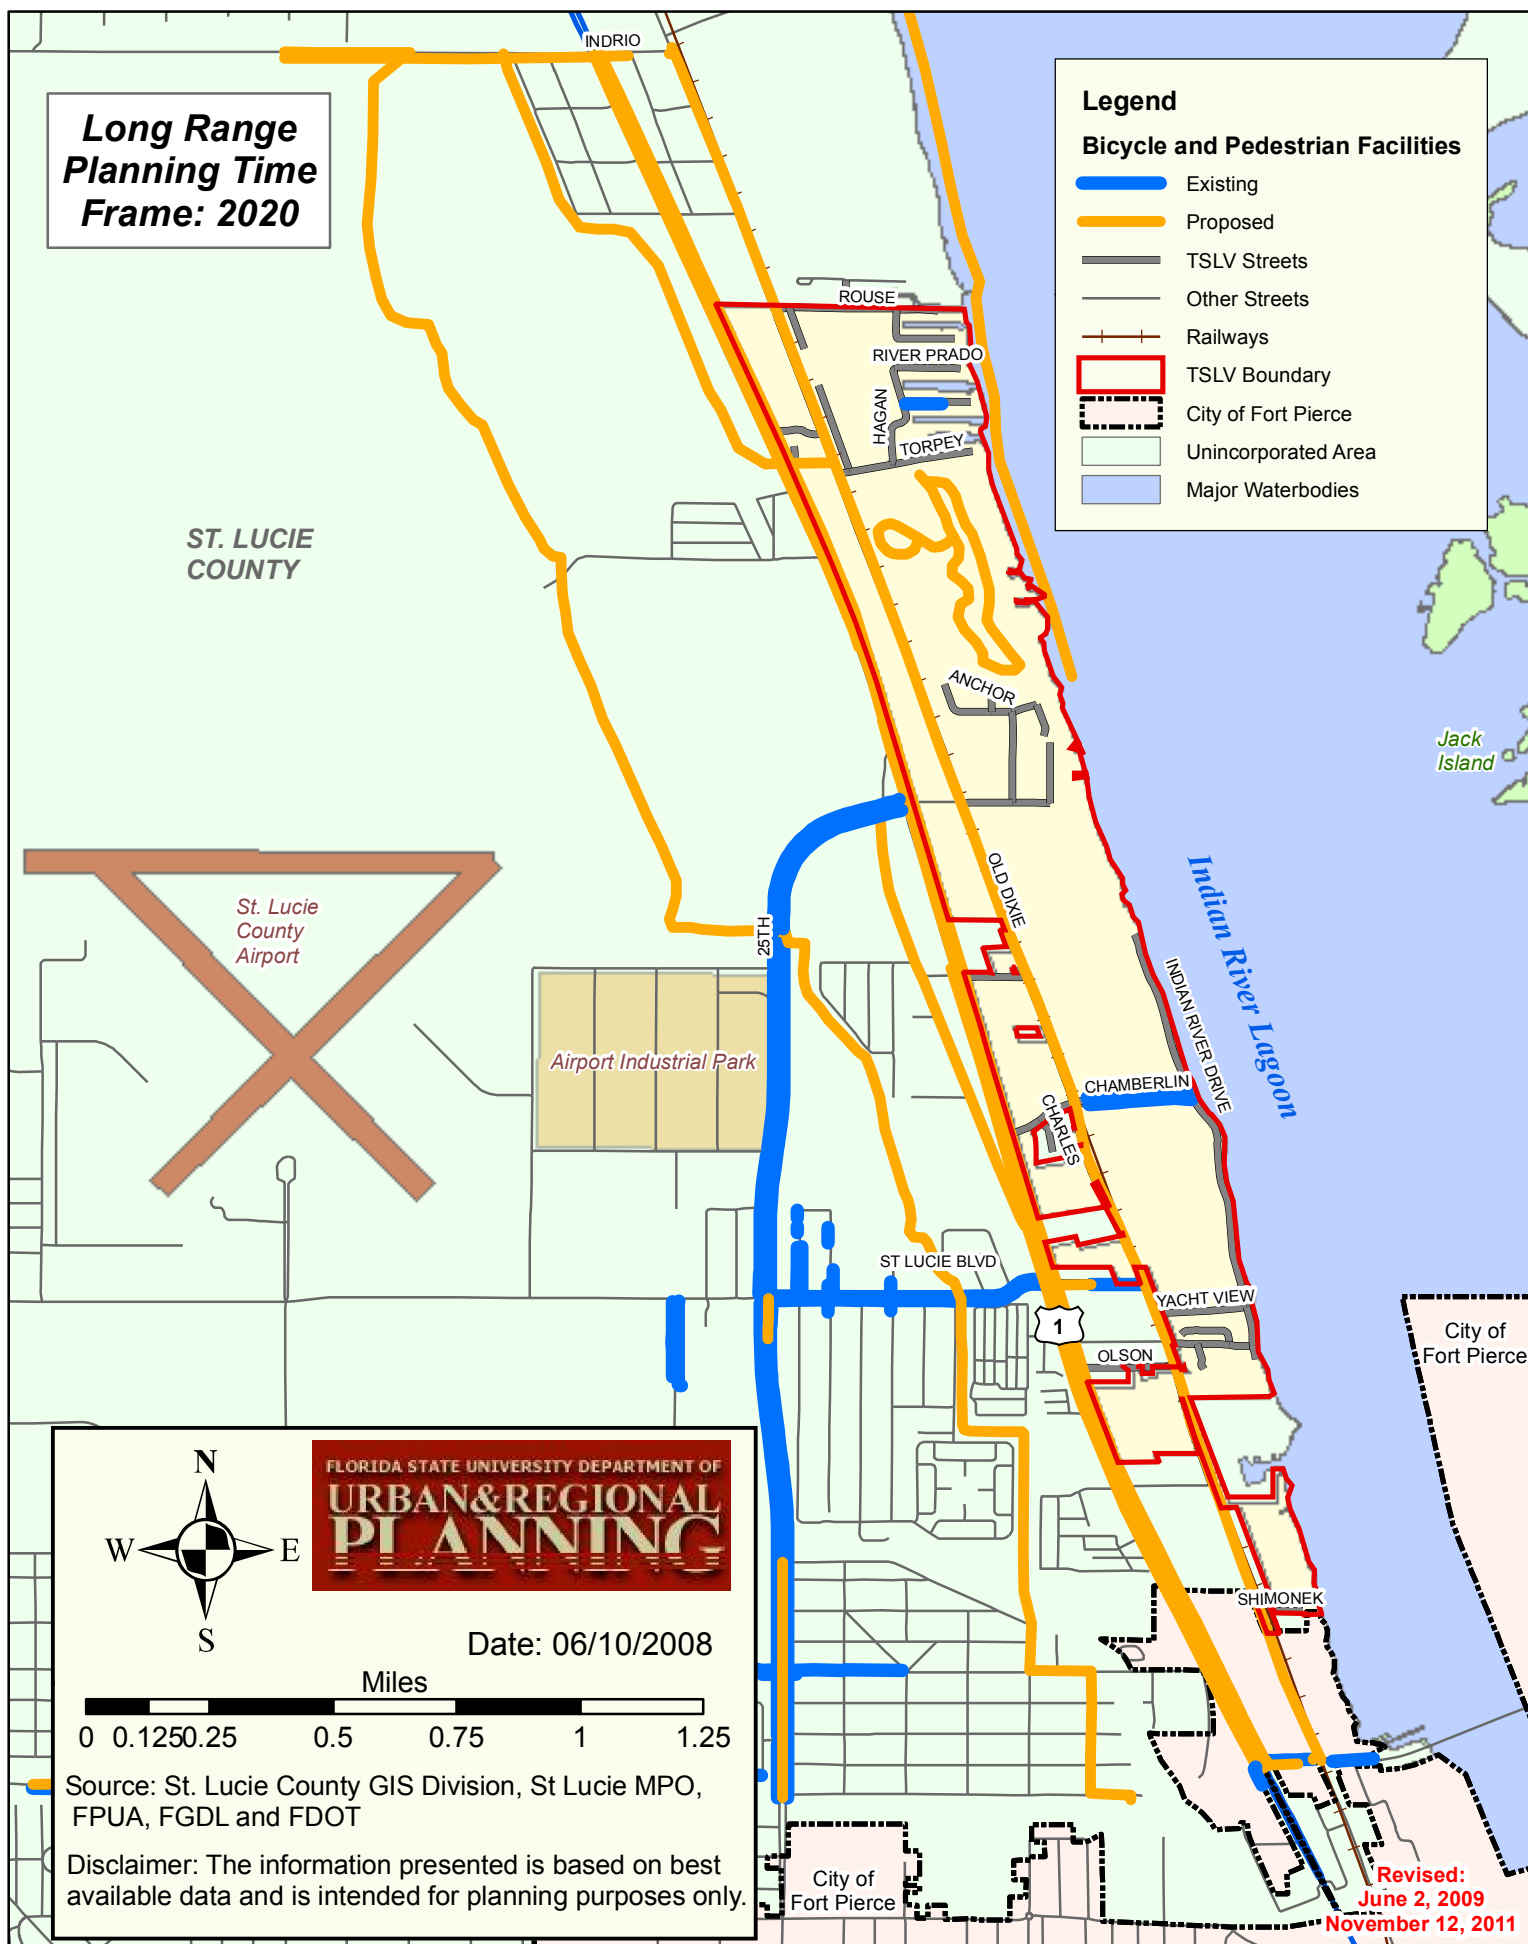 INDRIO
Long Range
Planning Time
Frame: 2020
Legend
Bicycle and Pedestrian Facilities
Existing
Proposed
TSLV Streets
Other Streets
Railways
TSLV Boundary
City of Fort Pierce
Unincorporated Area
Major Waterbodies
ROUSE
RIVER PRADO
HAGAN
TORPEY
ST. LUCIE
COUNTY
ANCHOR
Jack
Island
OLD DIXIE
St. Lucie
County
Airport
25TH
Indian River Lagoon
INDIAN RIVER DRIVE
Airport Industrial Park
CHAMBERLIN
CHARLES
ST LUCIE BLVD
YACHT VIEW
1
OLSON
City of
Fort Pierce
N
W
E
S
FLORIDA STATE UNIVERSITY DEPARTMENT OF
URBAN&REGIONAL
PLANNING
SHIMONEK
Date: 06/10/2008
Miles
0 0.125 0.25 0.5 0.75 1 1.25
Source: St. Lucie County GIS Division, St Lucie MPO,
FPUA, FGDL and FDOT
Disclaimer: The information presented is based on best
available data and is intended for planning purposes only.
City of
Fort Pierce
Revised:
June 2, 2009
November 12, 2011